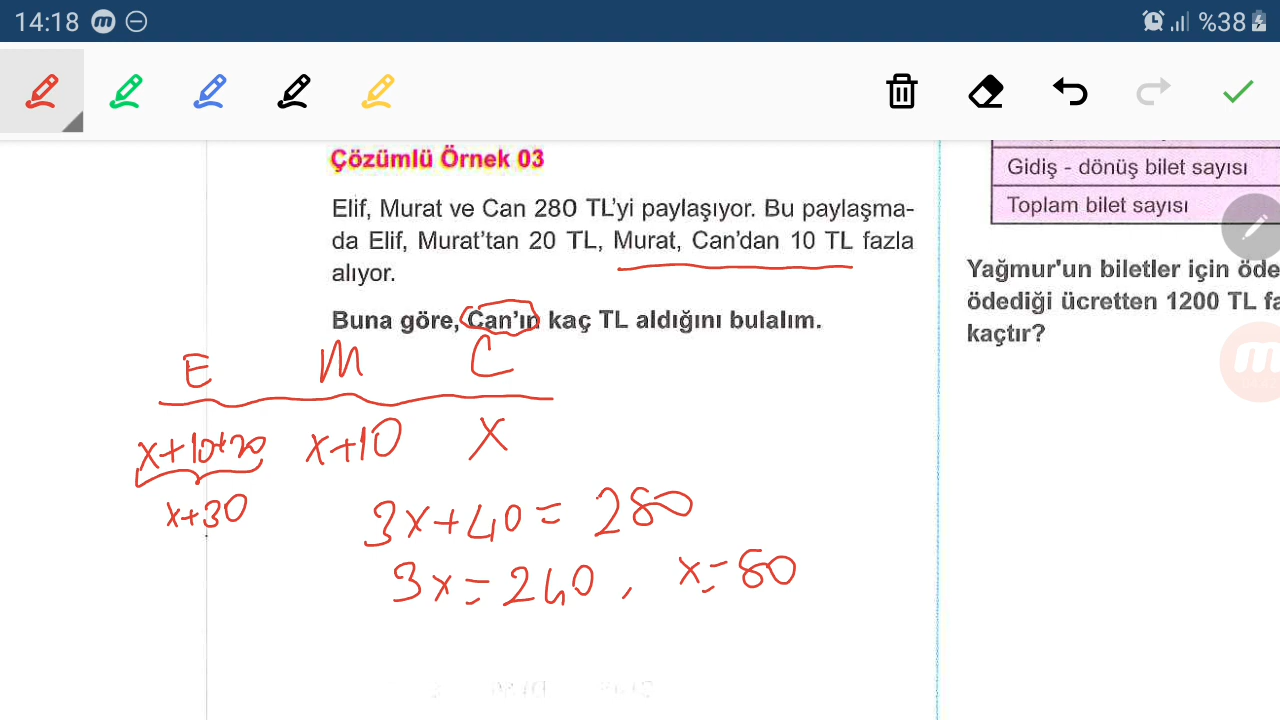 14:18
%38
Çözümlü Örnek 03
Elif, Murat ve Can 280 TL'yi paylaşıyor. Bu paylaşma-
da Elif, Murat'tan 20 TL, Murat, Can'dan 10 TL fazla
alıyor.
Buna göre, Can'ın kaç TL aldığını bulalım.
E M C
x+10+20 x+10 x
x+30
3x+40=280
3x=240, x=80
Gidiş - dönüş bilet sayısı
Toplam bilet sayısı
Yağmur'un biletler için öde
ödediği ücretten 1200 TL fa
kaçtır?